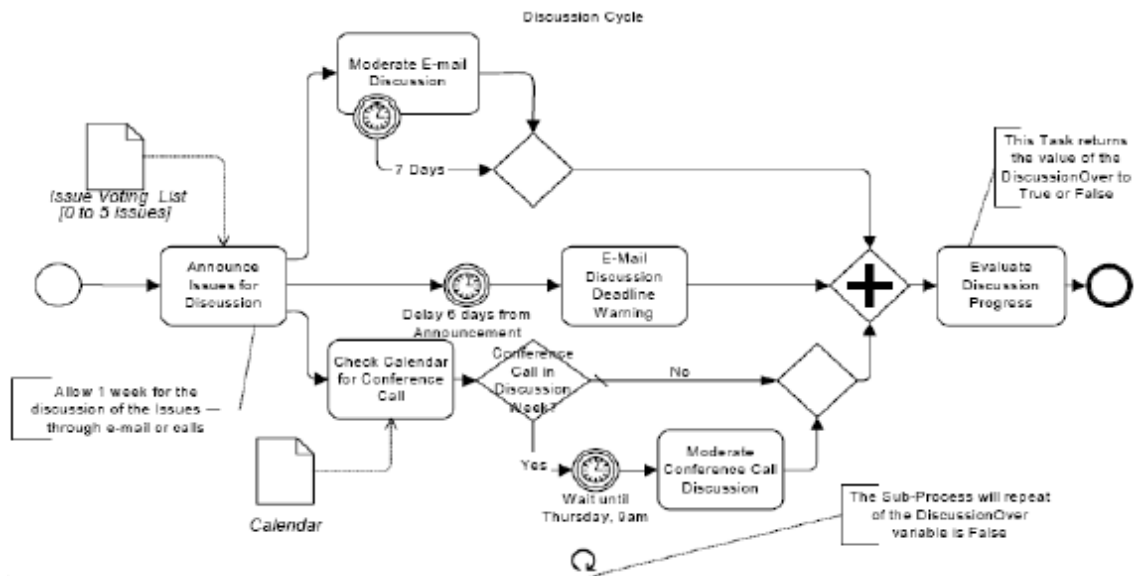 Discussion Cycle
Moderate E-mail
Discussion
7 Days
This Task returns
the value of the
DiscussionOver to
True or False
Issue Voting List
[0 to 5 Issues]
Announce
Issues for
Discussion
E-Mail
Discussion
Deadline
Warning
Evaluate
Discussion
Progress
Delay 6 days from
Announcement
Check Calendar
for Conference
Call
Conference
Call in
Discussion
Week?
No
Allow 1 week for the
discussion of the Issues —
through e-mail or calls
Yes
Moderate
Conference Call
Discussion
Wait until
Thursday, 9am
Calendar
The Sub-Process will repeat
of the DiscussionOver
variable is False